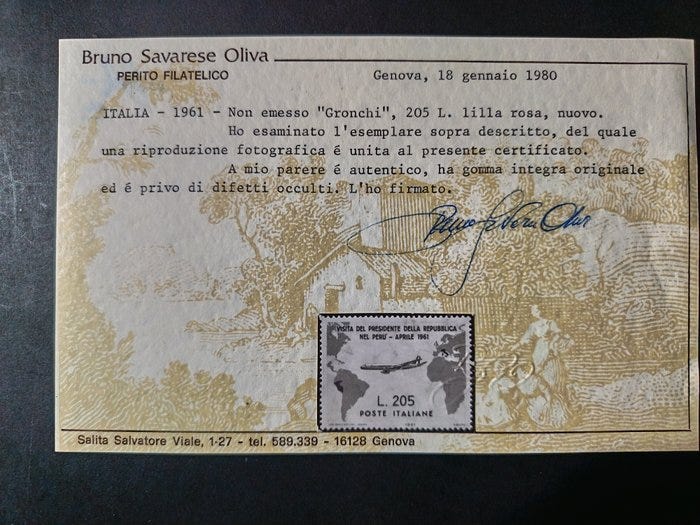 Bruno Savarese Oliva
PERITO FILATELICO
Genova, 18 gennaio 1980
ITALIA - 1961 - Non emesso "Gronchi", 205 L. lilla rosa, nuovo.
Ho esaminato l'esemplare sopra descritto, del quale
una riproduzione fotografica é unita al presente certificato.
A mio parere é autentico, ha gomma integra originale
ed é privo di difetti occulti. L'ho firmato.
VISITA DEL PRESIDENTE DELLA REPUBBLICA
NEL PERU' - APRILE 1961
L. 205
POSTE ITALIANE
1961
Salita Salvatore Viale, 1-27 - tel. 589.339 - 16128 Genova